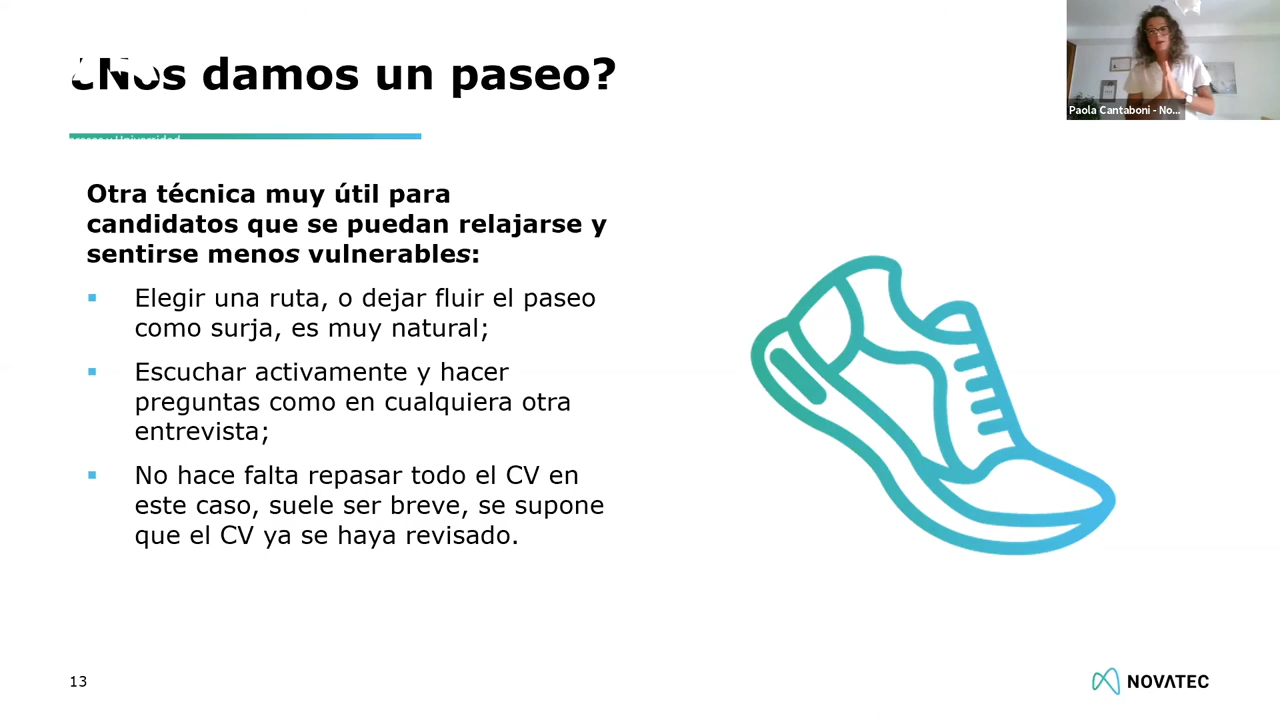 ¿Nos damos un paseo?
Paola Cantaboni - No...
y Universidad
Otra técnica muy útil para
candidatos que se puedan relajarse y
sentirse menos vulnerables:
▪ Elegir una ruta, o dejar fluir el paseo
como surja, es muy natural;
▪ Escuchar activamente y hacer
preguntas como en cualquiera otra
entrevista;
▪ No hace falta repasar todo el CV en
este caso, suele ser breve, se supone
que el CV ya se haya revisado.
13
NOVATEC